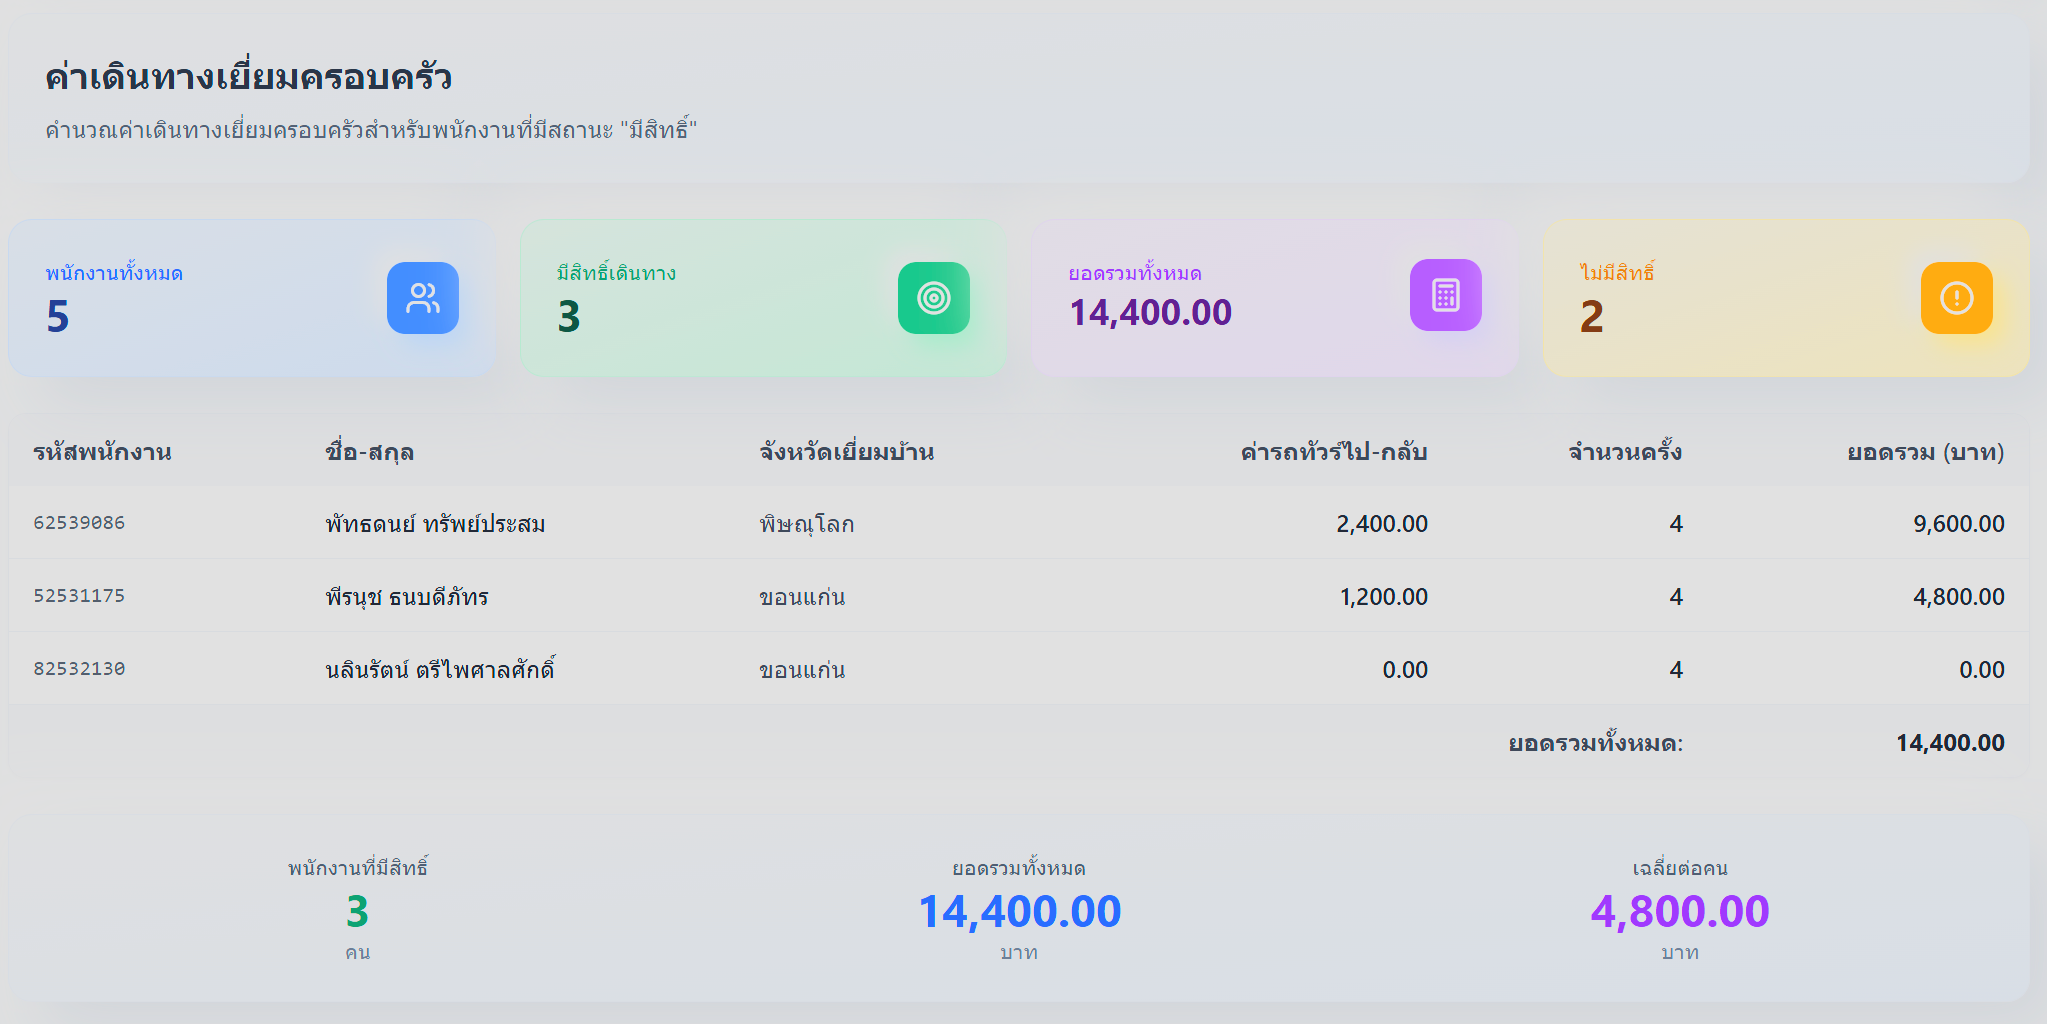 ค่าเดินทางเยี่ยมครอบครัว
คำนวณค่าเดินทางเยี่ยมครอบครัวสำหรับพนักงานที่มีสถานะ "มีสิทธิ์"
พนักงานทั้งหมด
5
มีสิทธิ์เดินทาง
3
ยอดรวมทั้งหมด
14,400.00
ไม่มีสิทธิ์
2
รหัสพนักงาน ชื่อ-สกุล จังหวัดเยี่ยมบ้าน ค่ารถทัวร์ไป-กลับ จำนวนครั้ง ยอดรวม (บาท)
62539086 พัทธดนย์ ทรัพย์ประสม พิษณุโลก 2,400.00 4 9,600.00
52531175 พีรนุช ธนบดีภัทร ขอนแก่น 1,200.00 4 4,800.00
82532130 นลินรัตน์ ตรีไพศาลศักดิ์ ขอนแก่น 0.00 4 0.00
ยอดรวมทั้งหมด: 14,400.00
พนักงานที่มีสิทธิ์
3
คน
ยอดรวมทั้งหมด
14,400.00
บาท
เฉลี่ยต่อคน
4,800.00
บาท